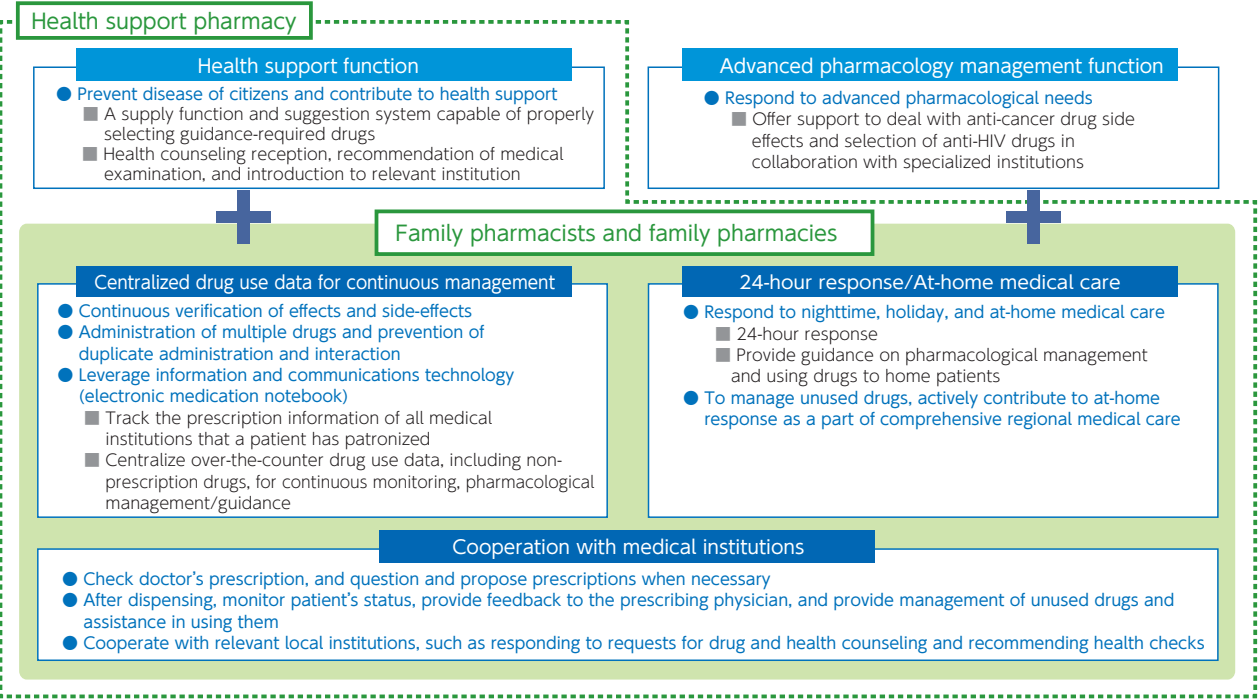 Health support pharmacy
Health support function
● Prevent disease of citizens and contribute to health support
■ A supply function and suggestion system capable of properly
selecting guidance-required drugs
■ Health counseling reception, recommendation of medical
examination, and introduction to relevant institution
Advanced pharmacology management function
● Respond to advanced pharmacological needs
■ Offer support to deal with anti-cancer drug side
effects and selection of anti-HIV drugs in
collaboration with specialized institutions
Family pharmacists and family pharmacies
Centralized drug use data for continuous management
● Continuous verification of effects and side-effects
● Administration of multiple drugs and prevention of
duplicate administration and interaction
● Leverage information and communications technology
(electronic medication notebook)
■ Track the prescription information of all medical
institutions that a patient has patronized
■ Centralize over-the-counter drug use data, including non-
prescription drugs, for continuous monitoring, pharmacological
management/guidance
24-hour response/At-home medical care
● Respond to nighttime, holiday, and at-home medical care
■ 24-hour response
■ Provide guidance on pharmacological management
and using drugs to home patients
● To manage unused drugs, actively contribute to at-home
response as a part of comprehensive regional medical care
Cooperation with medical institutions
● Check doctor's prescription, and question and propose prescriptions when necessary
● After dispensing, monitor patient's status, provide feedback to the prescribing physician, and provide management of unused drugs and
assistance in using them
● Cooperate with relevant local institutions, such as responding to requests for drug and health counseling and recommending health checks